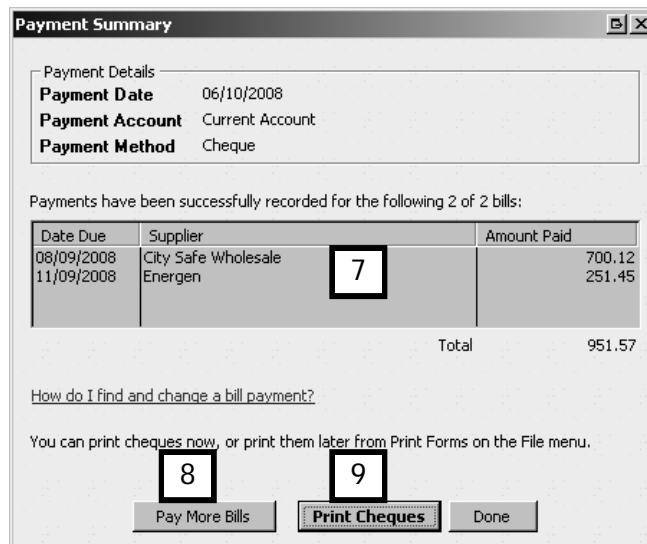 Payment Summary
Payment Details
Payment Date 06/10/2008
Payment Account Current Account
Payment Method Cheque
Payments have been successfully recorded for the following 2 of 2 bills:
Date Due Supplier Amount Paid
08/09/2008 City Safe Wholesale 700.12
11/09/2008 Energen 251.45
7
Total 951.57
How do I find and change a bill payment?
You can print cheques now, or print them later from Print Forms on the File menu.
8 9
Pay More Bills Print Cheques Done